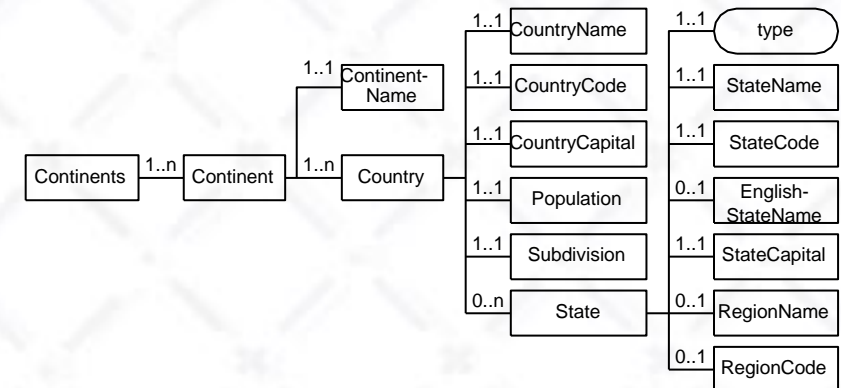 1..1 CountryName
1..1 type
1..1 Continent-
Name
1..1 CountryCode
1..1 StateName
1..1 CountryCapital
1..1 StateCode
Continents 1..n Continent 1..n Country
1..1 Population
0..1 English-
StateName
1..1 Subdivision
1..1 StateCapital
0..n State
0..1 RegionName
0..1 RegionCode